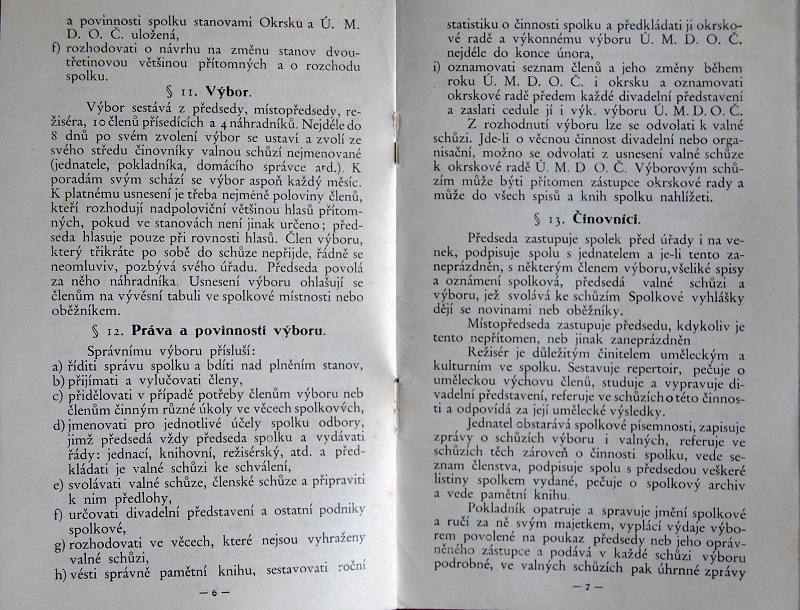 a povinnosti spolku stanovami Okrsku a Ú. M.
D. O. Č. uložená,
f) rozhodovati o návrhu na změnu stanov dvou-
třetinovou většinou přítomných a o rozchodu
spolku.
§ 11. Výbor.
Výbor sestává z předsedy, místopředsedy, re-
žiséra, 10 členů přísedících a 4 náhradníků. Nejdéle do
8 dnů po svém zvolení výbor se ustaví a zvolí ze
svého středu činovníky valnou schůzí nejmenované
(jednatele, pokladníka, domácího správce atd.). K
poradám svým schází se výbor aspoň každý měsíc.
K platnému usnesení je třeba nejméně poloviny členů,
kteří rozhodují nadpoloviční většinou hlasů přítom-
ných, pokud ve stanovách není jinak určeno; před-
seda hlasuje pouze při rovnosti hlasů. Člen výboru,
který třikráte po sobě do schůze nepřijde, řádně se
neomluviv, pozbývá svého úřadu. Předseda povolá
za něho náhradníka. Usnesení výboru ohlašují se
členům na vývěsní tabuli ve spolkové místnosti nebo
oběžníkem.
§ 12. Práva a povinnosti výboru.
Správnímu výboru přísluší:
a) říditi správu spolku a bdíti nad plněním stanov,
b) přijímati a vylučovati členy,
c) přidělovati v případě potřeby členům výboru neb
členům činným různé úkoly ve věcech spolkových,
d) jmenovati pro jednotlivé účely spolku odbory,
jimž předsedá vždy předseda spolku a vydávati
řády: jednací, knihovní, režisérský, atd. a před-
kládati je valné schůzi ke schválení,
e) svolávati valné schůze, členské schůze a připraviti
k nim předlohy,
f) určovati divadelní představení a ostatní podniky
spolkové,
g) rozhodovati ve věcech, které nejsou vyhraženy
valné schůzi,
h) vésti správně pamětní knihu, sestavovati roční
— 6 —
statistiku o činnosti spolku a předkládati ji okrsko-
vé radě a výkonnému výboru Ú. M. D. O. Č.
nejdéle do konce února,
i) oznamovati seznam členů a jeho změny během
roku Ú. M. D. O. Č. i okrsku a oznamovati
okrskové radě předem každé divadelní představení
a zaslati cedule jí i výk. výboru Ú. M. D. O. Č.
Z rozhodnutí výboru lze se odvolati k valné
schůzi. Jde-li o věcnou činnost divadelní nebo orga-
nisační, možno se odvolati z usnesení valné schůze
k okrskové radě Ú. M. D O. Č. Výborovým schů-
zím může býti přítomen zástupce okrskové rady a
může do všech spisů a knih spolku nahlížeti.
§ 13. Činovníci.
Předseda zastupuje spolek před úřady i na ve-
nek, podpisuje spolu s jednatelem a je-li tento za-
neprázdněn, s některým členem výboru, všeliké spisy
a oznámení spolková, předsedá valné schůzi a
výboru, jež svolává ke schůzím Spolkové vyhlášky
dějí se novinami neb oběžníky.
Místopředseda zastupuje předsedu, kdykoliv je
tento nepřítomen, neb jinak zaneprázdněn
Režisér je důležitým činitelem uměleckým a
kulturním ve spolku. Sestavuje repertoir, pečuje o
uměleckou výchovu členů, studuje a vypravuje di-
vadelní představení, referuje ve schůzích o této činnos-
ti a odpovídá za její umělecké výsledky.
Jednatel obstarává spolkové písemnosti, zapisuje
zprávy o schůzích výboru i valných, referuje ve
schůzích těch zároveň o činnosti spolku, vede se-
znam členstva, podpisuje spolu s předsedou veškeré
listiny spolkem vydané, pečuje o spolkový archiv
a vede pamětní knihu.
Pokladník opatruje a spravuje jmění spolkové
a ručí za ně svým majetkem, vyplácí výdaje výbo-
rem povolené na poukaz předsedy neb jeho opráv-
něného zástupce a podává v každé schůzi výboru
podrobné, ve valných schůzích pak úhrnné zprávy
— 7 —